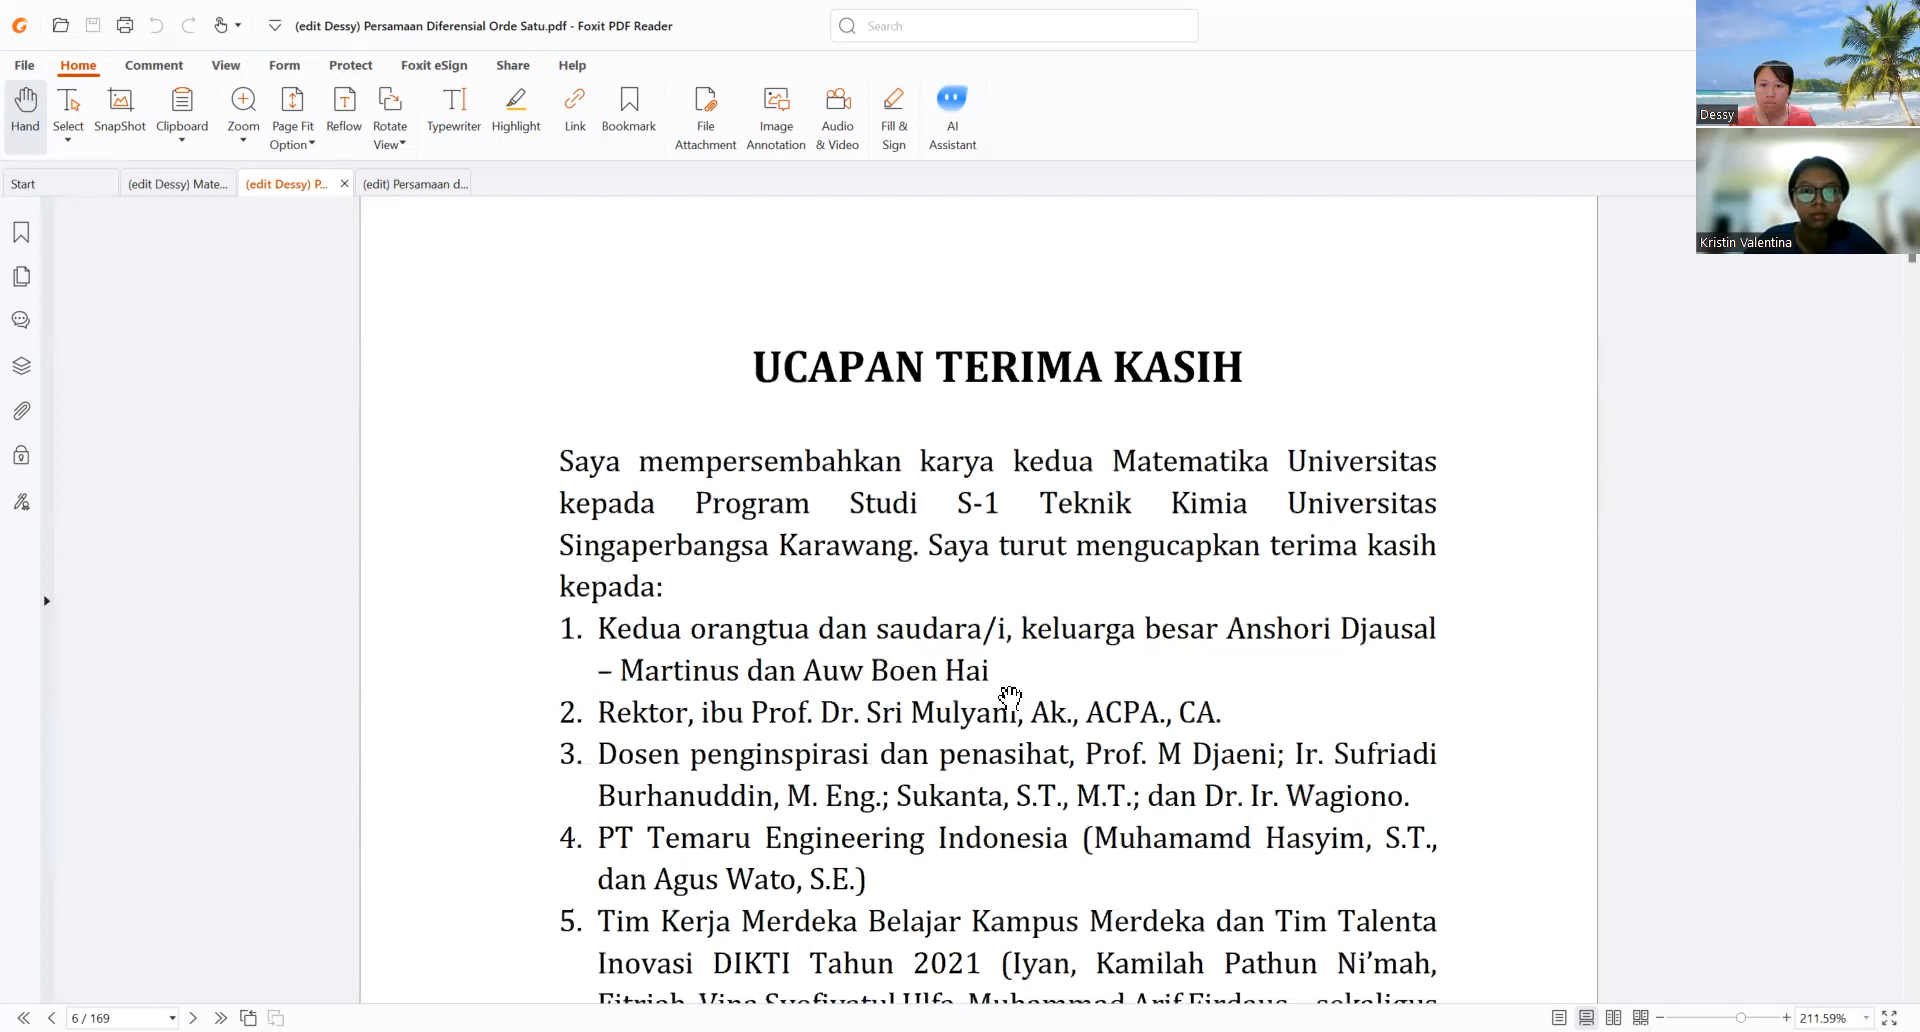 (edit Dessy) Persamaan Diferensial Orde Satu.pdf - Foxit PDF Reader
Search
File Home Comment View Form Protect Foxit eSign Share Help
Hand Select SnapShot Clipboard Zoom Page Fit Option Reflow Rotate View Typewriter Highlight Link Bookmark File Attachment Image Annotation Audio & Video Fill & Sign AI Assistant
Start (edit Dessy) Mate... (edit Dessy) P... (edit) Persamaan d...
Dessy
Kristin Valentina
UCAPAN TERIMA KASIH
Saya mempersembahkan karya kedua Matematika Universitas
kepada Program Studi S-1 Teknik Kimia Universitas
Singaperbangsa Karawang. Saya turut mengucapkan terima kasih
kepada:
1. Kedua orangtua dan saudara/i, keluarga besar Anshori Djausal
– Martinus dan Auw Boen Hai
2. Rektor, ibu Prof. Dr. Sri Mulyani, Ak., ACPA., CA.
3. Dosen penginspirasi dan penasihat, Prof. M Djaeni; Ir. Sufriadi
Burhanuddin, M. Eng.; Sukanta, S.T., M.T.; dan Dr. Ir. Wagiono.
4. PT Temaru Engineering Indonesia (Muhamamd Hasyim, S.T.,
dan Agus Wato, S.E.)
5. Tim Kerja Merdeka Belajar Kampus Merdeka dan Tim Talenta
Inovasi DIKTI Tahun 2021 (Iyan, Kamilah Pathun Ni’mah,
6 / 169
211.59%